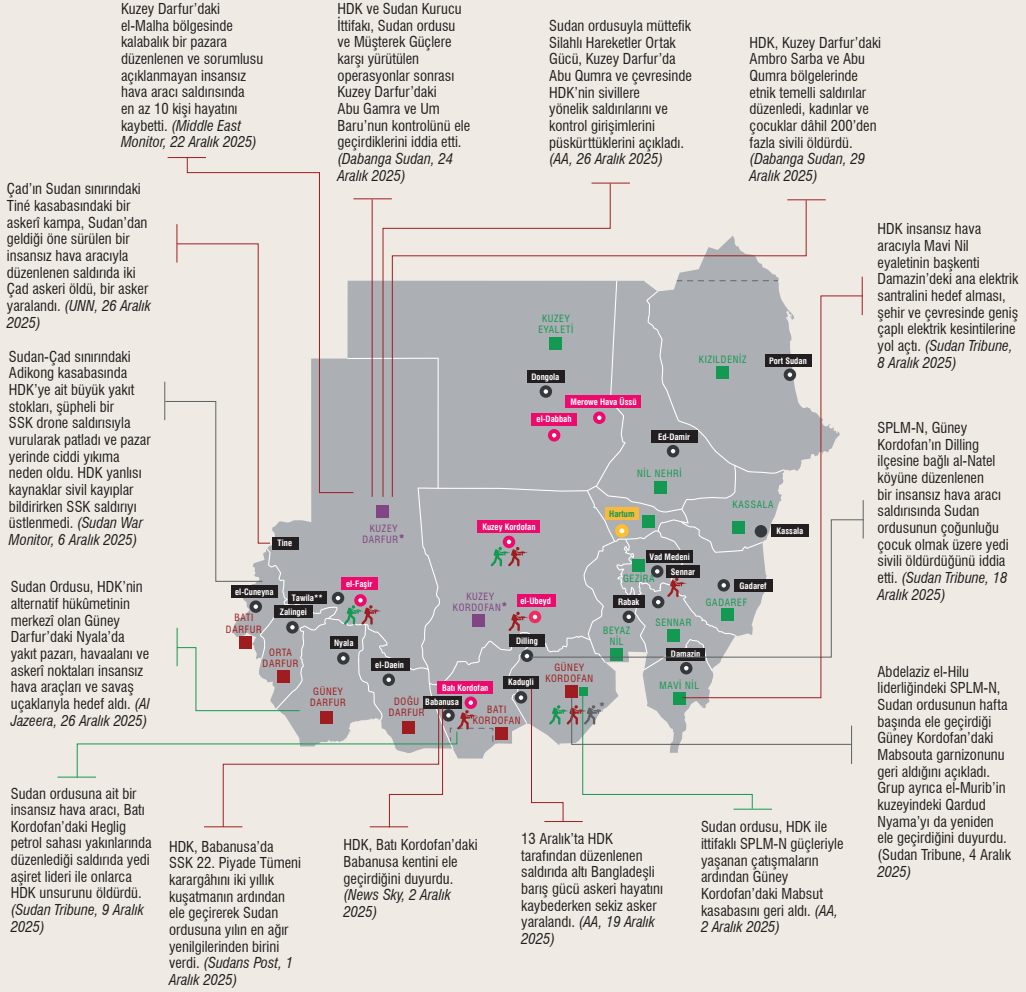 Kuzey Darfur’daki
el-Malha bölgesinde
kalabalık bir pazara
düzenlenen ve sorumlusu
açıklanmayan insansız
hava aracı saldırısında
en az 10 kişi hayatını
kaybetti. (Middle East
Monitor, 22 Aralık 2025)
HDK ve Sudan Kurucu
İttifakı, Sudan ordusu
ve Müşterek Güçlere
karşı yürütülen
operasyonlar sonrası
Kuzey Darfur’daki
Abu Gamra ve Um
Baru’nun kontrolünü ele
geçirdiklerini iddia etti.
(Dabanga Sudan, 24
Aralık 2025)
Sudan ordusuyla müttefik
Silahlı Hareketler Ortak
Gücü, Kuzey Darfur’da
Abu Qumra ve çevresinde
HDK’nin sivillere
yönelik saldırılarını ve
kontrol girişimlerini
püskürttüklerini açıkladı.
(AA, 26 Aralık 2025)
HDK, Kuzey Darfur’daki
Ambro Sarba ve Abu
Qumra bölgelerinde
etnik temelli saldırılar
düzenledi, kadınlar ve
çocuklar dâhil 200’den
fazla sivili öldürdü.
(Dabanga Sudan, 29
Aralık 2025)
Çad’ın Sudan sınırındaki
Tiné kasabasındaki bir
askerî kampa, Sudan’dan
geldiği öne sürülen bir
insansız hava aracıyla
düzenlenen saldırıda iki
Çad askeri öldü, bir asker
yaralandı. (UNN, 26 Aralık
2025)
Sudan-Çad sınırındaki
Adikong kasabasında
HDK’ye ait büyük yakıt
stokları, şüpheli bir
SSK drone saldırısıyla
vurularak patladı ve pazar
yerinde ciddi yıkıma
neden oldu. HDK yanlısı
kaynaklar sivil kayıplar
bildirirken SSK saldırıyı
üstlenmedi. (Sudan War
Monitor, 6 Aralık 2025)
Sudan Ordusu, HDK’nin
alternatif hükûmetinin
merkezî olan Güney
Darfur’daki Nyala’da
yakıt pazarı, havaalanı ve
askerî noktaları insansız
hava araçları ve savaş
uçaklarıyla hedef aldı. (Al
Jazeera, 26 Aralık 2025)
HDK insansız hava
aracıyla Mavi Nil
eyaletinin başkenti
Damazin’deki ana elektrik
santralini hedef alması,
şehir ve çevresinde geniş
çaplı elektrik kesintilerine
yol açtı. (Sudan Tribune,
8 Aralık 2025)
SPLM-N, Güney
Kordofan’ın Dilling
ilçesine bağlı al-Natel
köyüne düzenlenen
bir insansız hava aracı
saldırısında Sudan
ordusunun çoğunluğu
çocuk olmak üzere yedi
sivili öldürdüğünü iddia
etti. (Sudan Tribune, 18
Aralık 2025)
Abdelaziz el-Hilu
liderliğindeki SPLM-N,
Sudan ordusunun hafta
başında ele geçirdiği
Güney Kordofan’daki
Mabsouta garnizonunu
geri aldığını açıkladı.
Grup ayrıca el-Murib’in
kuzeyindeki Qardud
Nyama’yı da yeniden
ele geçirdiğini duyurdu.
(Sudan Tribune, 4 Aralık
2025)
KUZEY
EYALETİ
KIZILDENİZ
Port Sudan
Dongola
Merowe Hava Üssü
el-Dabbah
Ed-Damir
NİL NEHRİ
KASSALA
Kassala
Hartum
KUZEY
DARFUR*
Kuzey Kordofan
Tine
Vad Medeni
Sennar
GEZİRA
Gadaref
GADAREF
el-Cuneyna
Tawila**
el-Faşir
Zalingei
BATI
DARFUR
KUZEY
KORDOFAN*
el-Ubeyd
Rabak
SENNAR
BEYAZ
NİL
ORTA
DARFUR
Nyala
el-Daein
Dilling
Damazin
MAVİ NİL
GÜNEY
DARFUR
DOĞU
DARFUR
Batı Kordofan
Babanusa
BATI
KORDOFAN
Kadugli
GÜNEY
KORDOFAN
*
Sudan ordusuna ait bir
insansız hava aracı, Batı
Kordofan’daki Heglig
petrol sahası yakınlarında
düzenlediği saldırıda yedi
aşiret lideri ile onlarca
HDK unsurunu öldürdü.
(Sudan Tribune, 9 Aralık
2025)
HDK, Babanusa’da
SSK 22. Piyade Tümeni
karargâhını iki yıllık
kuşatmanın ardından
ele geçirerek Sudan
ordusuna yılın en ağır
yenilgilerinden birini
verdi. (Sudans Post, 1
Aralık 2025)
HDK, Batı Kordofan’daki
Babanusa kentini ele
geçirdiğini duyurdu.
(News Sky, 2 Aralık
2025)
13 Aralık’ta HDK
tarafından düzenlenen
saldırıda altı Bangladeşli
barış gücü askeri hayatını
kaybederken sekiz asker
yaralandı. (AA, 19 Aralık
2025)
Sudan ordusu, HDK ile
ittifaklı SPLM-N güçleriyle
yaşanan çatışmaların
ardından Güney
Kordofan’daki Mabsut
kasabasını geri aldı. (AA,
2 Aralık 2025)